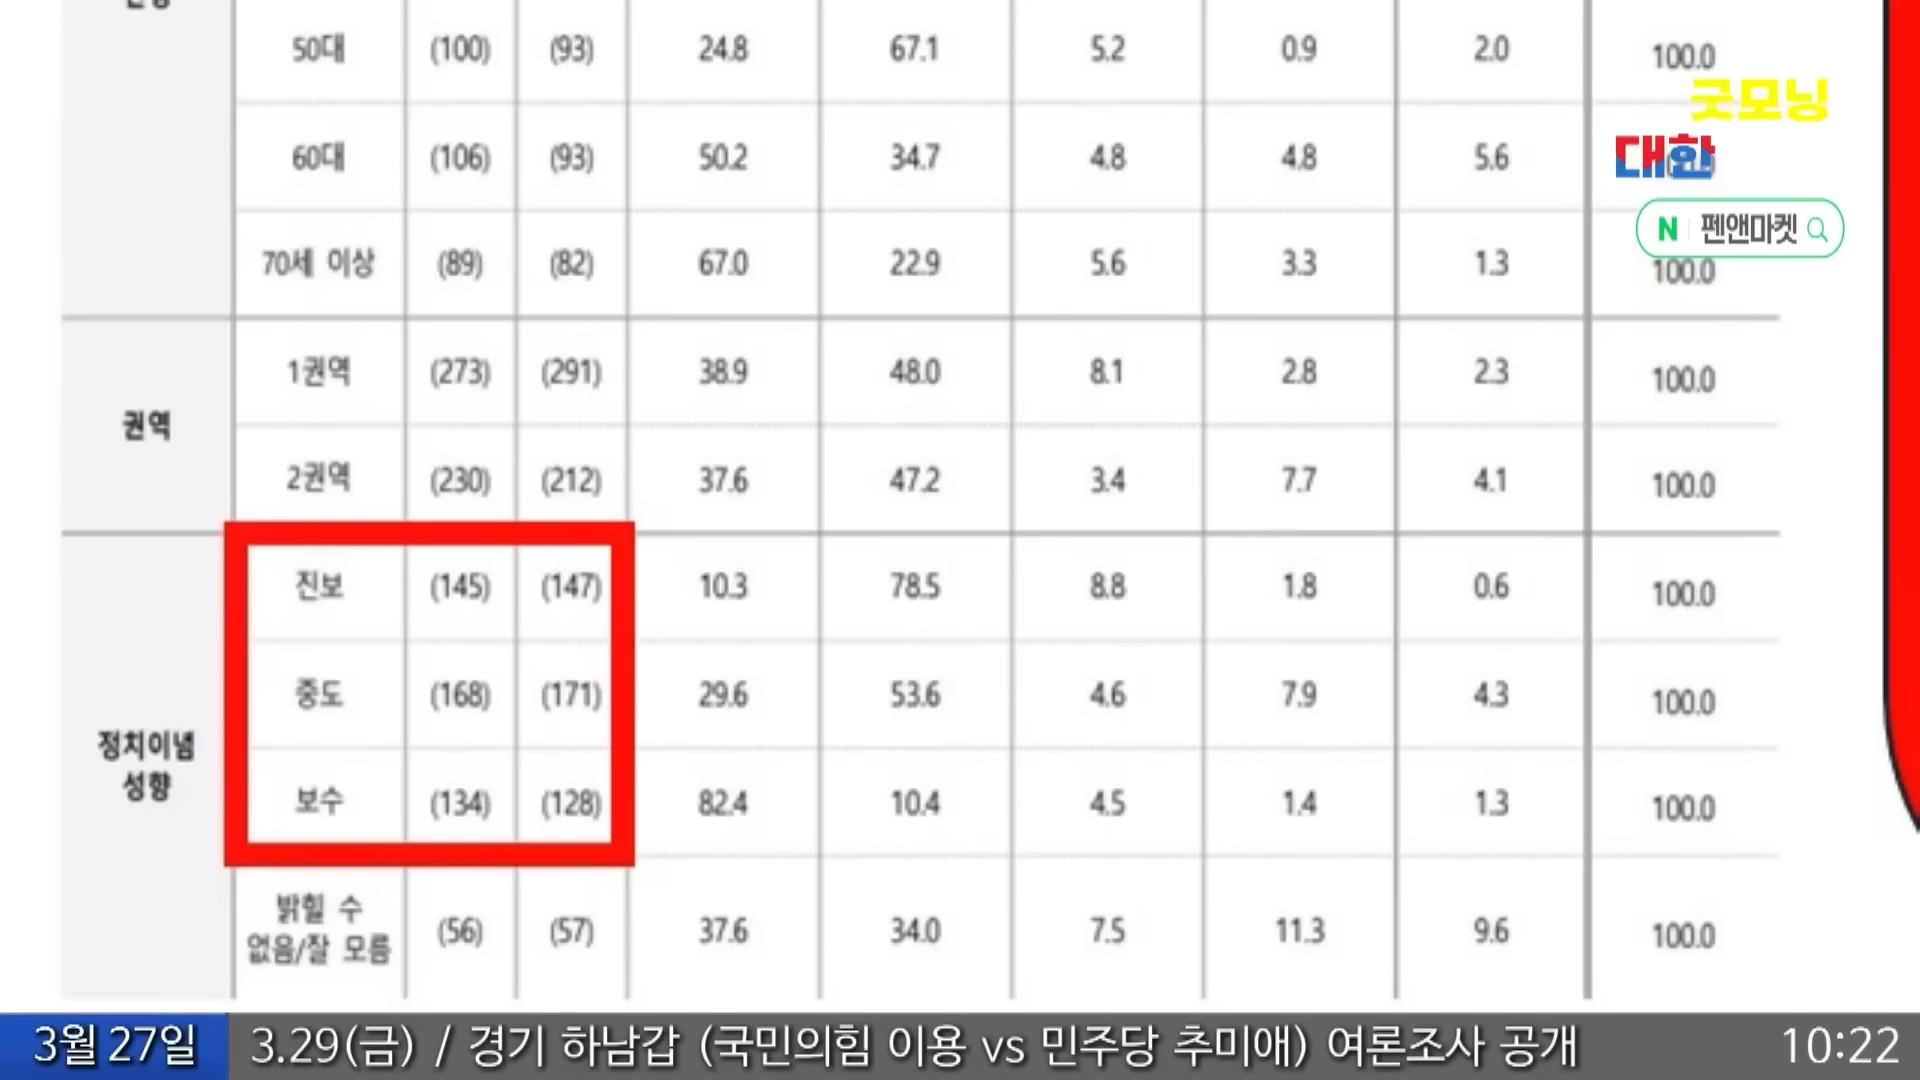 50대 (100) (93) 24.8 67.1 5.2 0.9 2.0 100.0
굿모닝
60대 (106) (93) 50.2 34.7 4.8 4.8 5.6
대한
N 펜앤마켓
70세 이상 (89) (82) 67.0 22.9 5.6 3.3 1.3 100.0
권역
1권역 (273) (291) 38.9 48.0 8.1 2.8 2.3 100.0
2권역 (230) (212) 37.6 47.2 3.4 7.7 4.1 100.0
정치이념
성향
진보 (145) (147) 10.3 78.5 8.8 1.8 0.6 100.0
중도 (168) (171) 29.6 53.6 4.6 7.9 4.3 100.0
보수 (134) (128) 82.4 10.4 4.5 1.4 1.3 100.0
밝힐 수
없음/잘 모름 (56) (57) 37.6 34.0 7.5 11.3 9.6 100.0
3월 27일 3.29(금) / 경기 하남갑 (국민의힘 이용 vs 민주당 추미애) 여론조사 공개 10:22